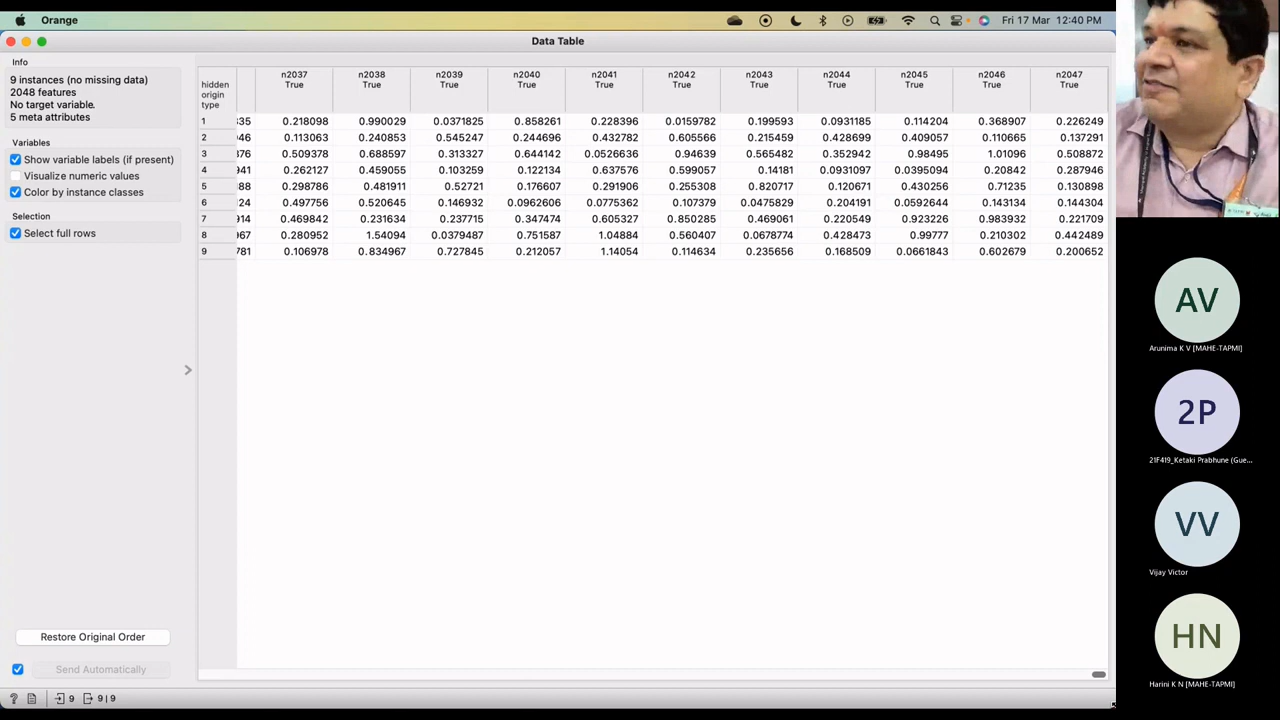 Orange
Fri 17 Mar 12:40 PM
Data Table
Info
9 instances (no missing data)
2048 features
No target variable.
5 meta attributes
Variables
Show variable labels (if present)
Visualize numeric values
Color by instance classes
Selection
Select full rows
Restore Original Order
Send Automatically
? 9 9|9
hidden
origin
type
n2037 n2038 n2039 n2040 n2041 n2042 n2043 n2044 n2045 n2046 n2047
True True True True True True True True True True True
1 335 0.218098 0.990029 0.0371825 0.858261 0.228396 0.0159782 0.199593 0.0931185 0.114204 0.368907 0.226249
2 046 0.113063 0.240853 0.545247 0.244696 0.432782 0.605566 0.215459 0.428699 0.409057 0.110665 0.137291
3 376 0.509378 0.688597 0.313327 0.644142 0.0526636 0.94639 0.565482 0.352942 0.98495 1.01096 0.508872
4 941 0.262127 0.459055 0.103259 0.122134 0.637576 0.599057 0.14181 0.0931097 0.0395094 0.20842 0.287946
5 388 0.298786 0.481911 0.52721 0.176607 0.291906 0.255308 0.820717 0.120671 0.430256 0.71235 0.130898
6 124 0.497756 0.520645 0.146932 0.0962606 0.0775362 0.107379 0.0475829 0.204191 0.0592644 0.143134 0.144304
7 914 0.469842 0.231634 0.237715 0.347474 0.605327 0.850285 0.469061 0.220549 0.923226 0.983932 0.221709
8 067 0.280952 1.54094 0.0379487 0.751587 1.04884 0.560407 0.0678774 0.428473 0.99777 0.210302 0.442489
9 781 0.106978 0.834967 0.727845 0.212057 1.14054 0.114634 0.235656 0.168509 0.0661843 0.602679 0.200652
AV
Arunima K V [MAHE-TAPMI]
2P
21F419_Ketaki Prabhune (Gue...
VV
Vijay Victor
HN
Harini K N [MAHE-TAPMI]